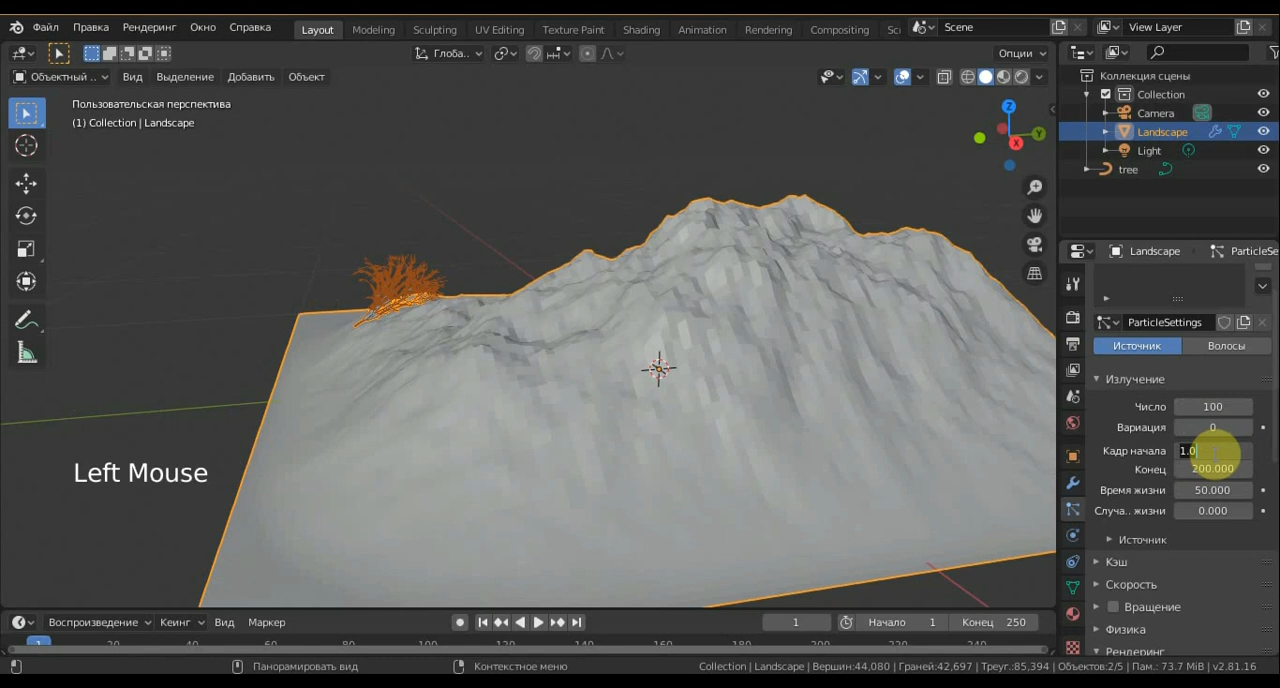 Файл Правка Рендеринг Окно Справка Layout Modeling Sculpting UV Editing Texture Paint Shading Animation Rendering Compositing Sc Scene View Layer
Глоба.. Опции
Объектный .. Вид Выделение Добавить Объект
Коллекция сцены
Collection
Camera
Landscape
Light
tree
Пользовательская перспектива
(1) Collection | Landscape
Z
Y
X
Left Mouse
Landscape ParticleSe
ParticleSettings
Источник Волосы
Излучение
Число 100
Вариация 0
Кадр начала 1.0
Конец 200.000
Время жизни 50.000
Случа.. жизни 0.000
Источник
Кэш
Скорость
Вращение
Физика
Рендеринг
Воспроизведение Кеинг Вид Маркер 1 Начало 1 Конец 250
1 20 40 60 80 100 120 140 160 180 200 220 240
Панорамировать вид Контекстное меню Collection | Landscape | Вершин:44,080 | Граней:42,697 | Треуг.:85,394 | Объектов:2/5 | Пам.: 73.7 MiB | v2.81.16